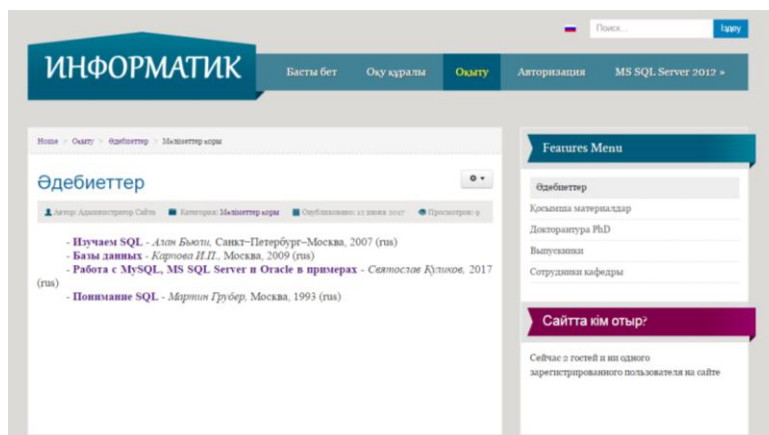 Поиск...
Іздеу
ИНФОРМАТИК
Басты бет Оқу құралы Оқыту Авторизация MS SQL Server 2012 »
Home > Оқыту > Әдебиеттер > Мәліметтер қоры
Әдебиеттер
Автор: Администратор Сайта Категория: Мәліметтер қоры Опубликовано: 12 июня 2017 Просмотров: 9
- Изучаем SQL - Алан Бьюли, Санкт-Петербург-Москва, 2007 (rus)
- Базы данных - Карпова И.П., Москва, 2009 (rus)
- Работа с MySQL, MS SQL Server и Oracle в примерах - Святослав Куликов, 2017
(rus)
- Понимание SQL - Мартин Грубер, Москва, 1993 (rus)
Features Menu
Әдебиеттер
Қосымша материалдар
Докторантура PhD
Выпускники
Сотрудники кафедры
Сайтта кім отыр?
Сейчас 2 гостей и ни одного
зарегистрированного пользователя на сайте